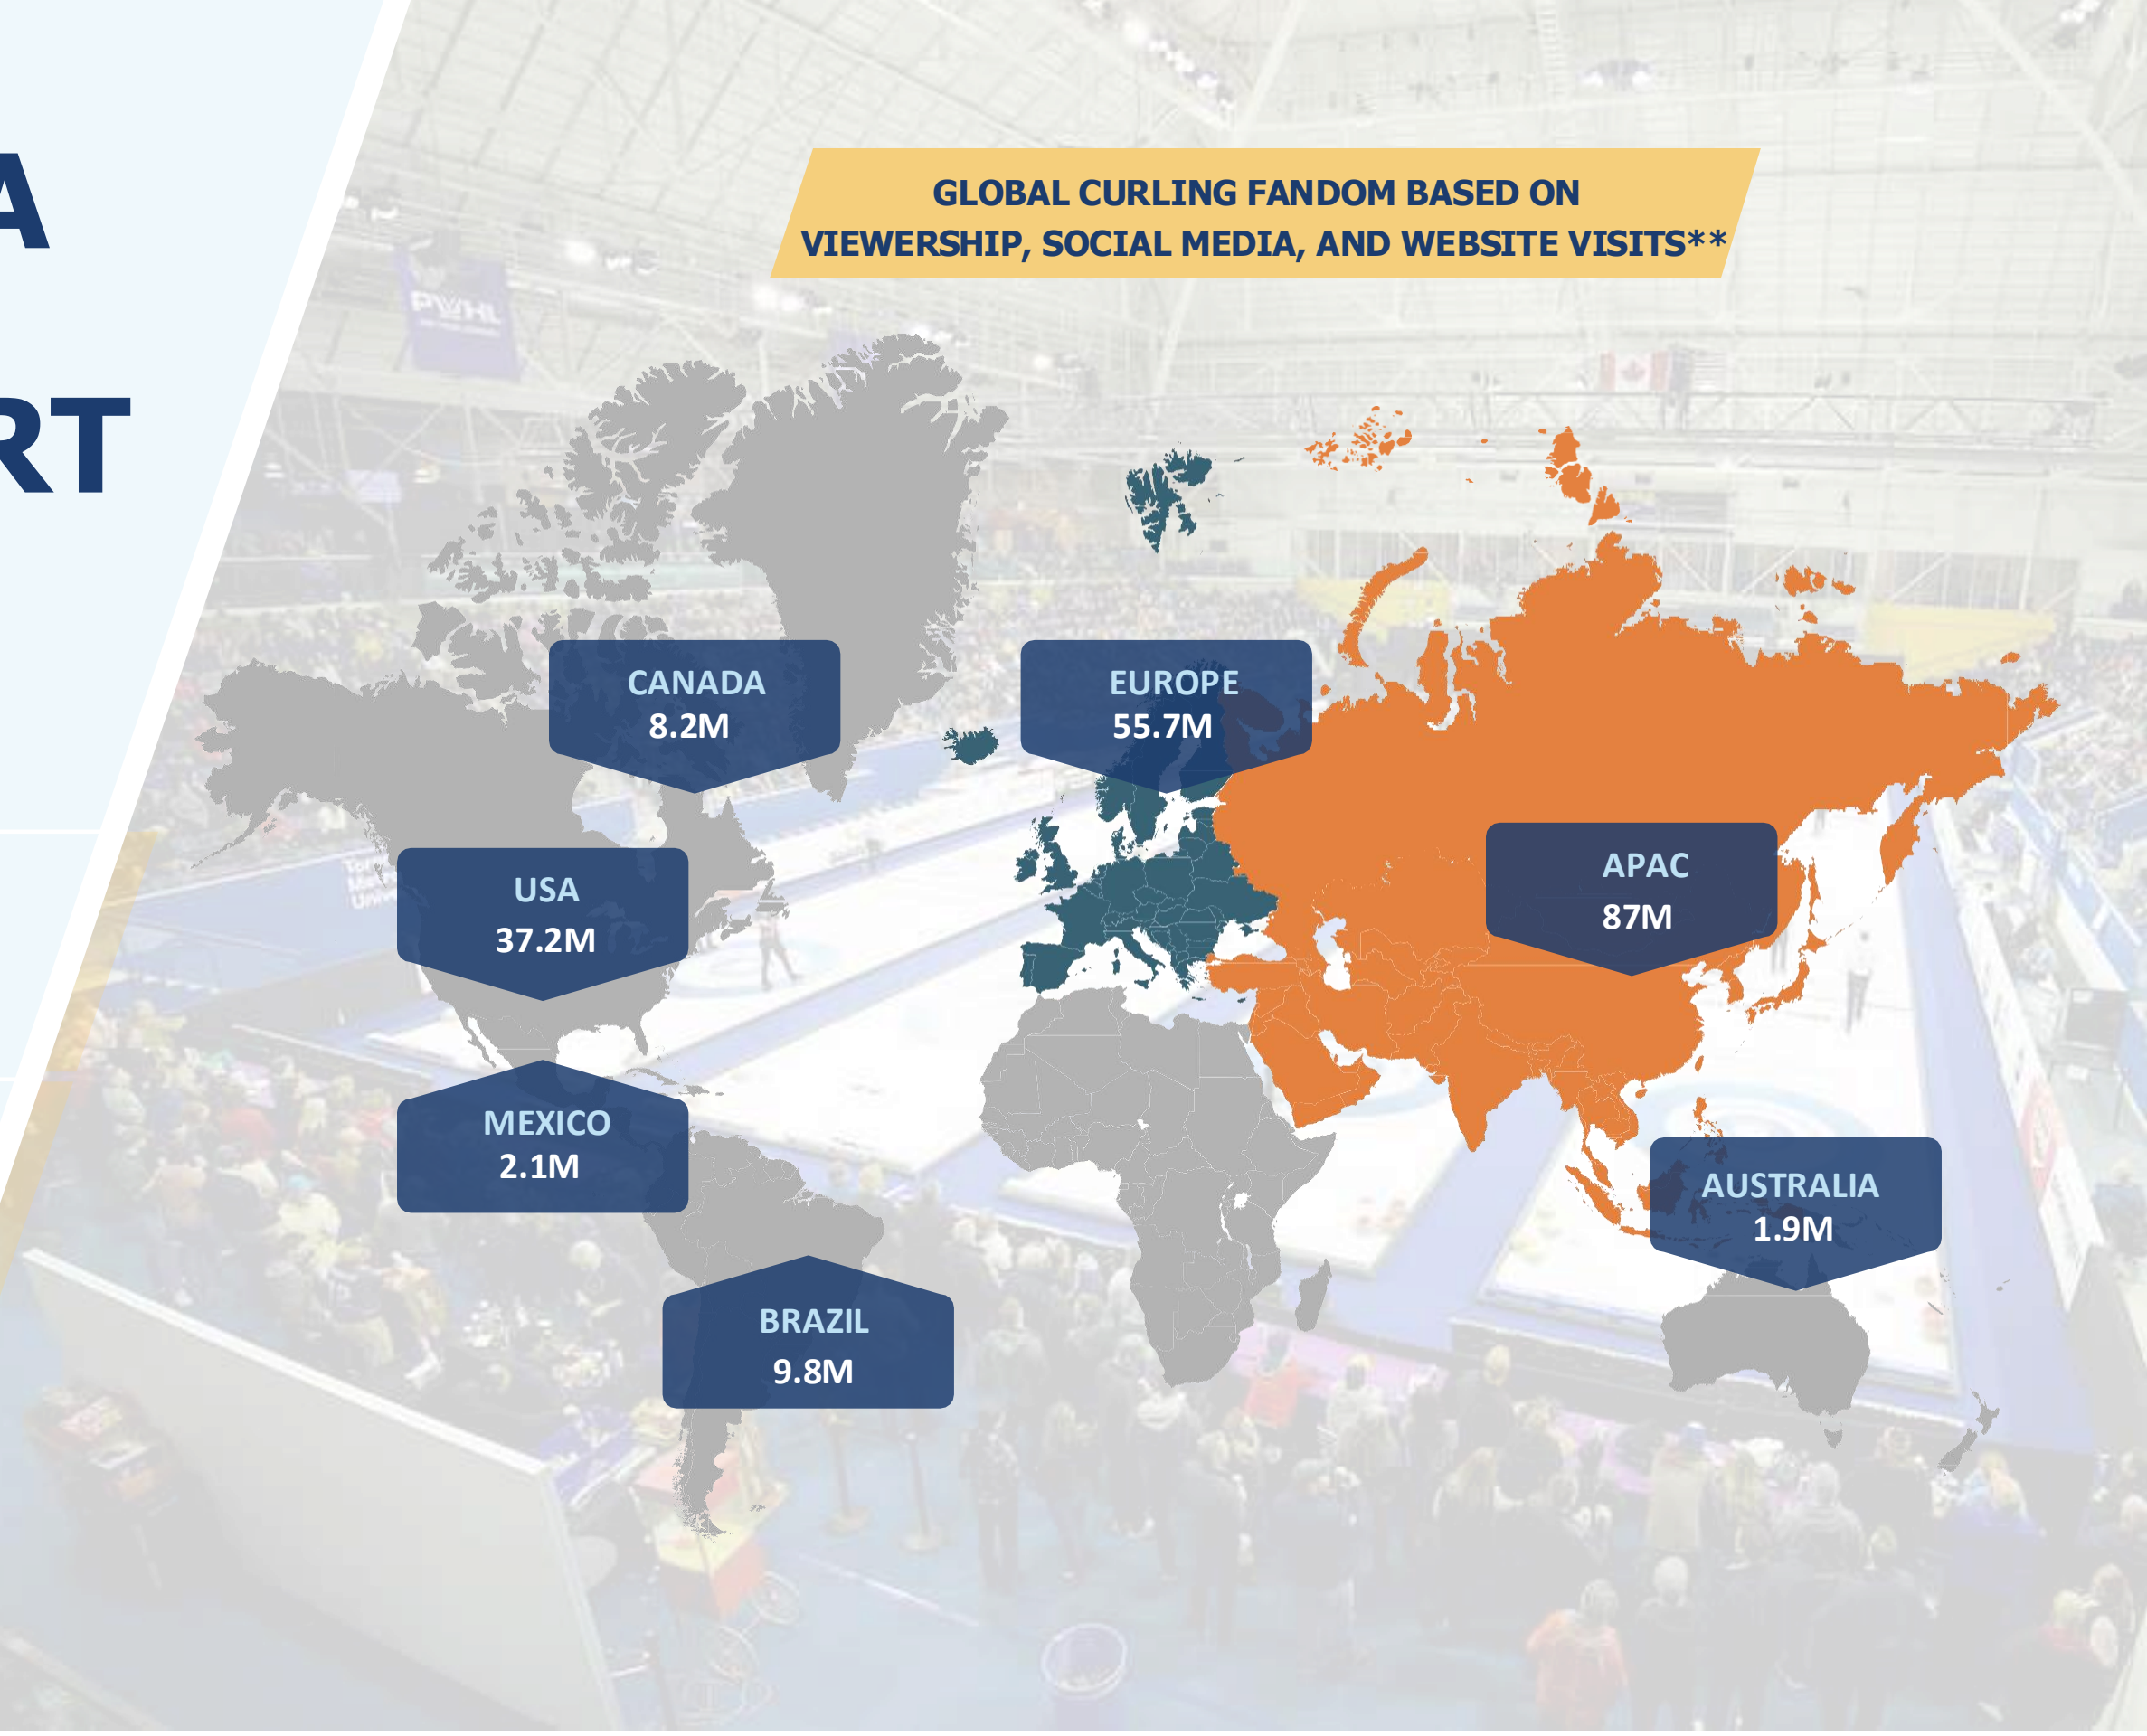 A
RT
GLOBAL CURLING FANDOM BASED ON
VIEWERSHIP, SOCIAL MEDIA, AND WEBSITE VISITS**
PWHL
CANADA
8.2M
EUROPE
55.7M
USA
37.2M
APAC
87M
MEXICO
2.1M
AUSTRALIA
1.9M
BRAZIL
9.8M